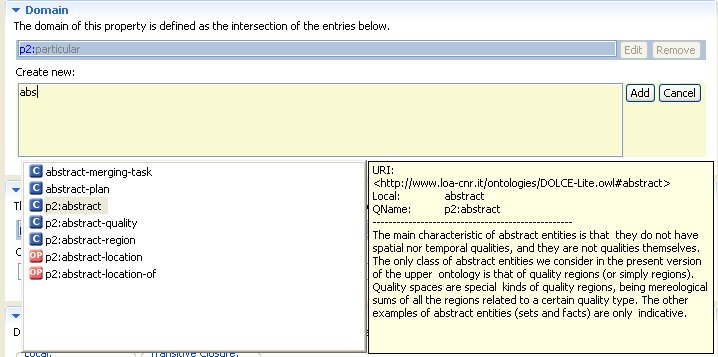 Domain
The domain of this property is defined as the intersection of the entries below.
p2:particular
Edit
Remove
Create new:
abs
Add
Cancel
C abstract-merging-task
C abstract-plan
C p2:abstract
C p2:abstract-quality
C p2:abstract-region
OP p2:abstract-location
OP p2:abstract-location-of
URI:
<http://www.loa-cnr.it/ontologies/DOLCE-Lite.owl#abstract>
Local: abstract
QName: p2:abstract
--------------------------------------------------
The main characteristic of abstract entities is that they do not have
spatial nor temporal qualities, and they are not qualities themselves.
The only class of abstract entities we consider in the present version
of the upper ontology is that of quality regions (or simply regions).
Quality spaces are special kinds of quality regions, being mereological
sums of all the regions related to a certain quality type. The other
examples of abstract entities (sets and facts) are only indicative.
Local:
Transitive Closure: